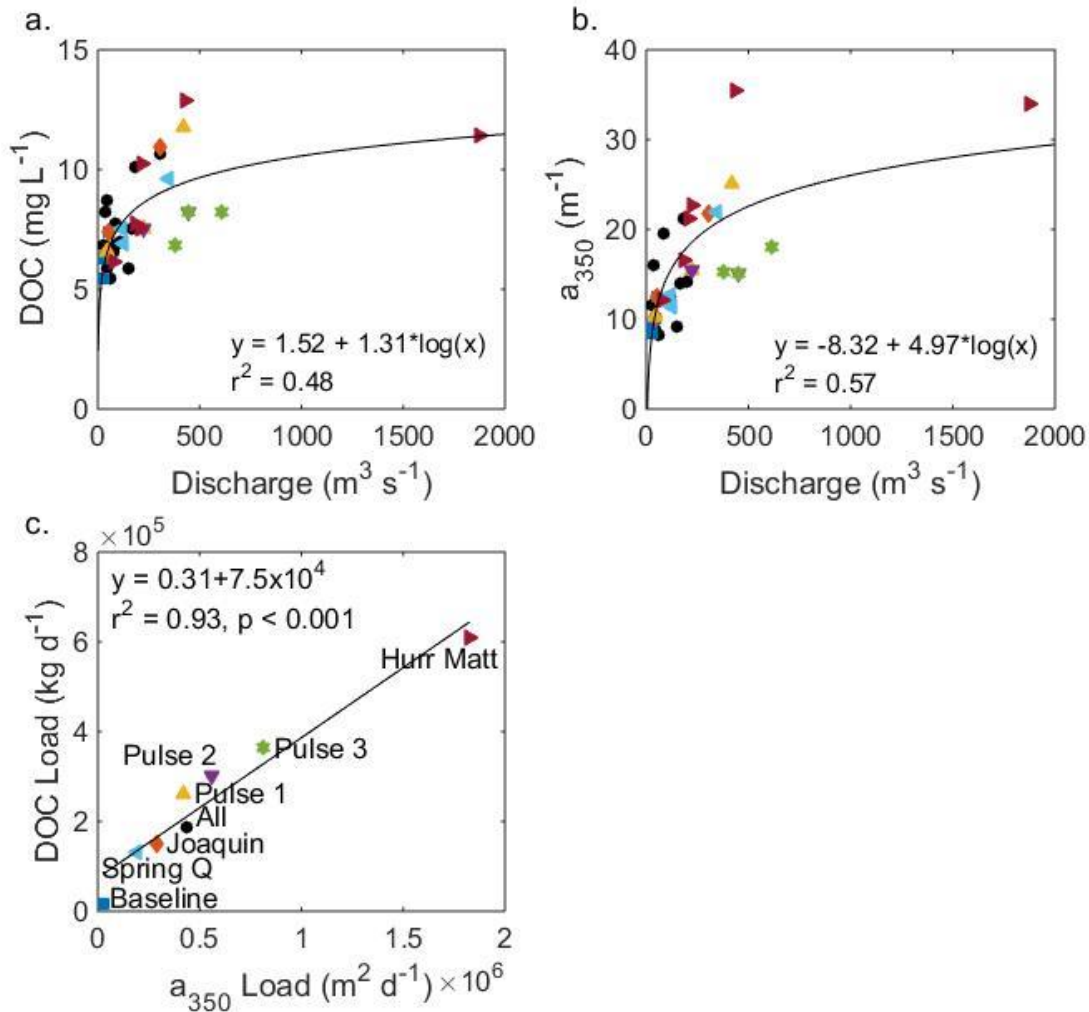 a.
15
10
5
0
DOC (mg L⁻¹)
y = 1.52 + 1.31*log(x)
r² = 0.48
0 500 1000 1500 2000
Discharge (m³ s⁻¹)
b.
40
30
20
10
0
a₃₅₀ (m⁻¹)
y = -8.32 + 4.97*log(x)
r² = 0.57
0 500 1000 1500 2000
Discharge (m³ s⁻¹)
c.
×10⁵
8
6
4
2
0
DOC Load (kg d⁻¹)
y = 0.31+7.5x10⁴
r² = 0.93, p < 0.001
Hurr Matt
Pulse 3
Pulse 2
Pulse 1
All
Joaquin
Spring Q
Baseline
0 0.5 1 1.5 2
a₃₅₀ Load (m² d⁻¹) ×10⁶